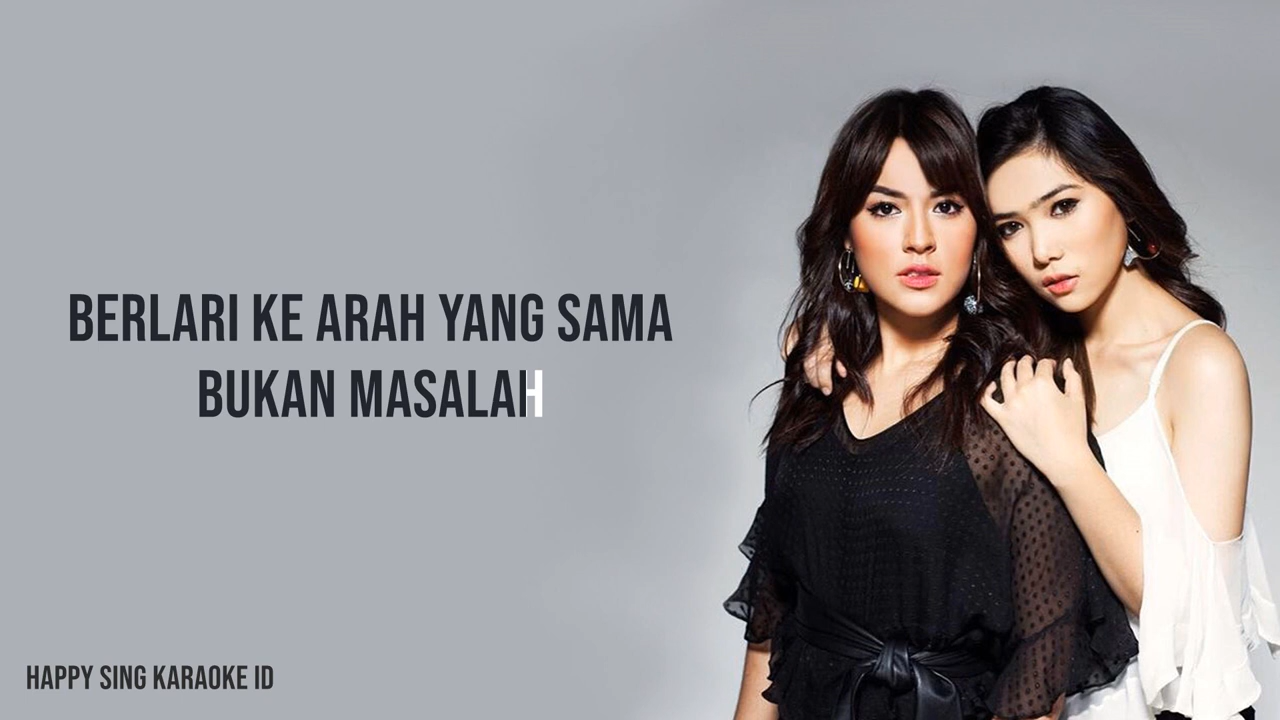 BERLARI KE ARAH YANG SAMA
BUKAN MASALAH
HAPPY SING KARAOKE ID